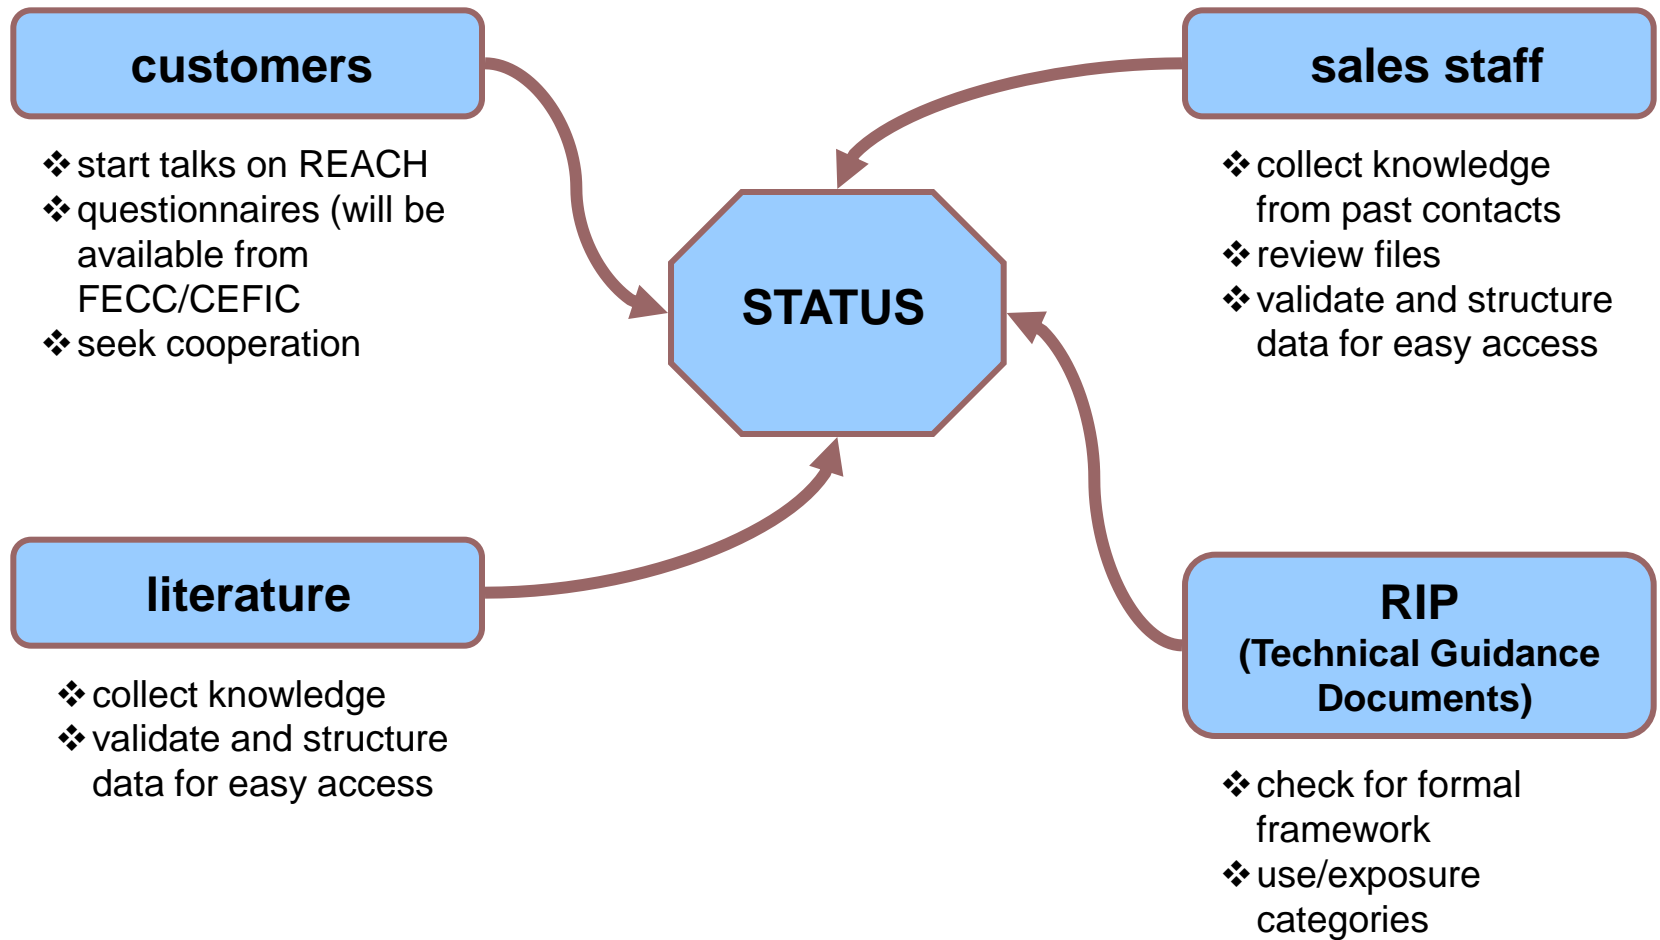 customers
❖ start talks on REACH
❖ questionnaires (will be
available from
FECC/CEFIC
❖ seek cooperation
sales staff
❖ collect knowledge
from past contacts
❖ review files
❖ validate and structure
data for easy access
STATUS
literature
❖ collect knowledge
❖ validate and structure
data for easy access
RIP
(Technical Guidance
Documents)
❖ check for formal
framework
❖ use/exposure
categories